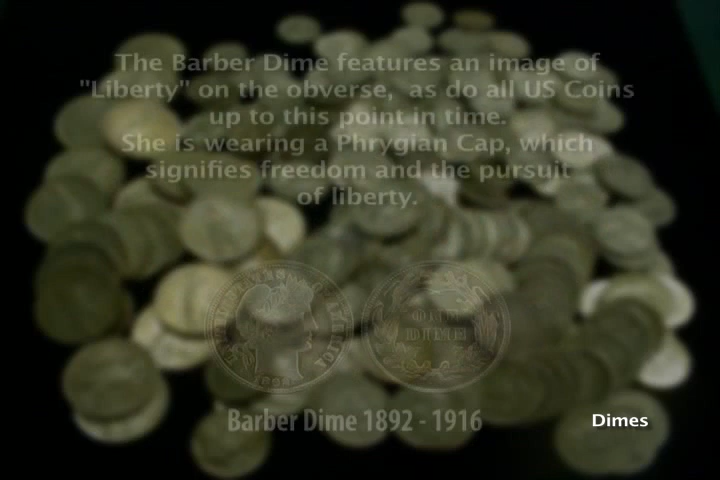 The Barber Dime features an image of
"Liberty" on the obverse, as do all US Coins
up to this point in time.
She is wearing a Phrygian Cap, which
signifies freedom and the pursuit
of liberty.
ONE
DIME
Barber Dime 1892 - 1916
Dimes